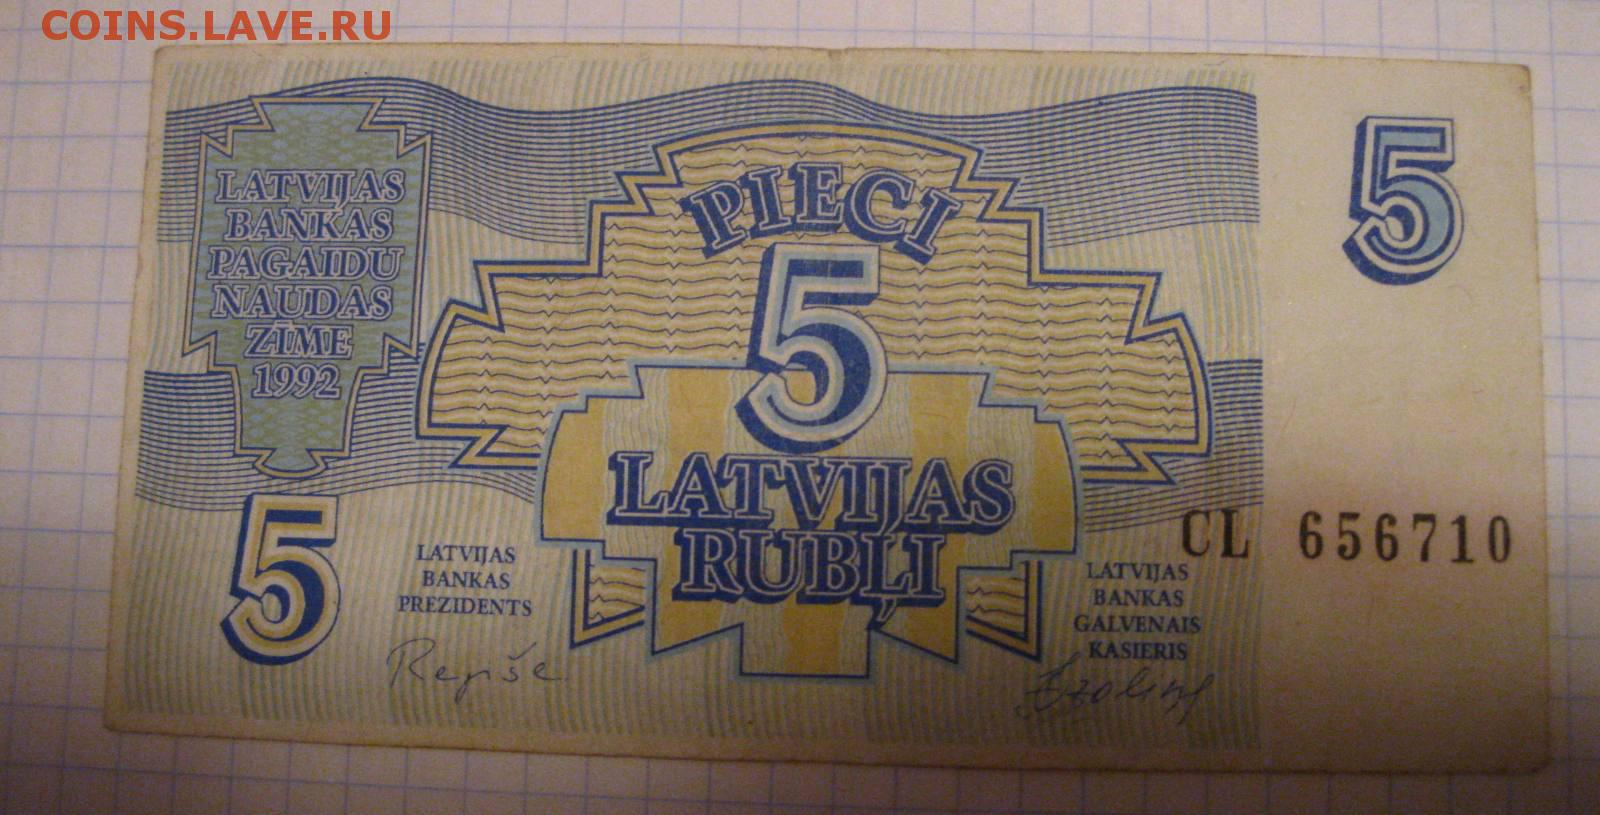 COINS.LAVE.RU
LATVIJAS
BANKAS
PAGAIDU
NAUDAS
ZĪME
1992
PIECI
5
LATVIJAS
RUBĻI
5
5
LATVIJAS
BANKAS
PREZIDENTS
Repše
CL 656710
LATVIJAS
BANKAS
GALVENAIS
KASIERIS